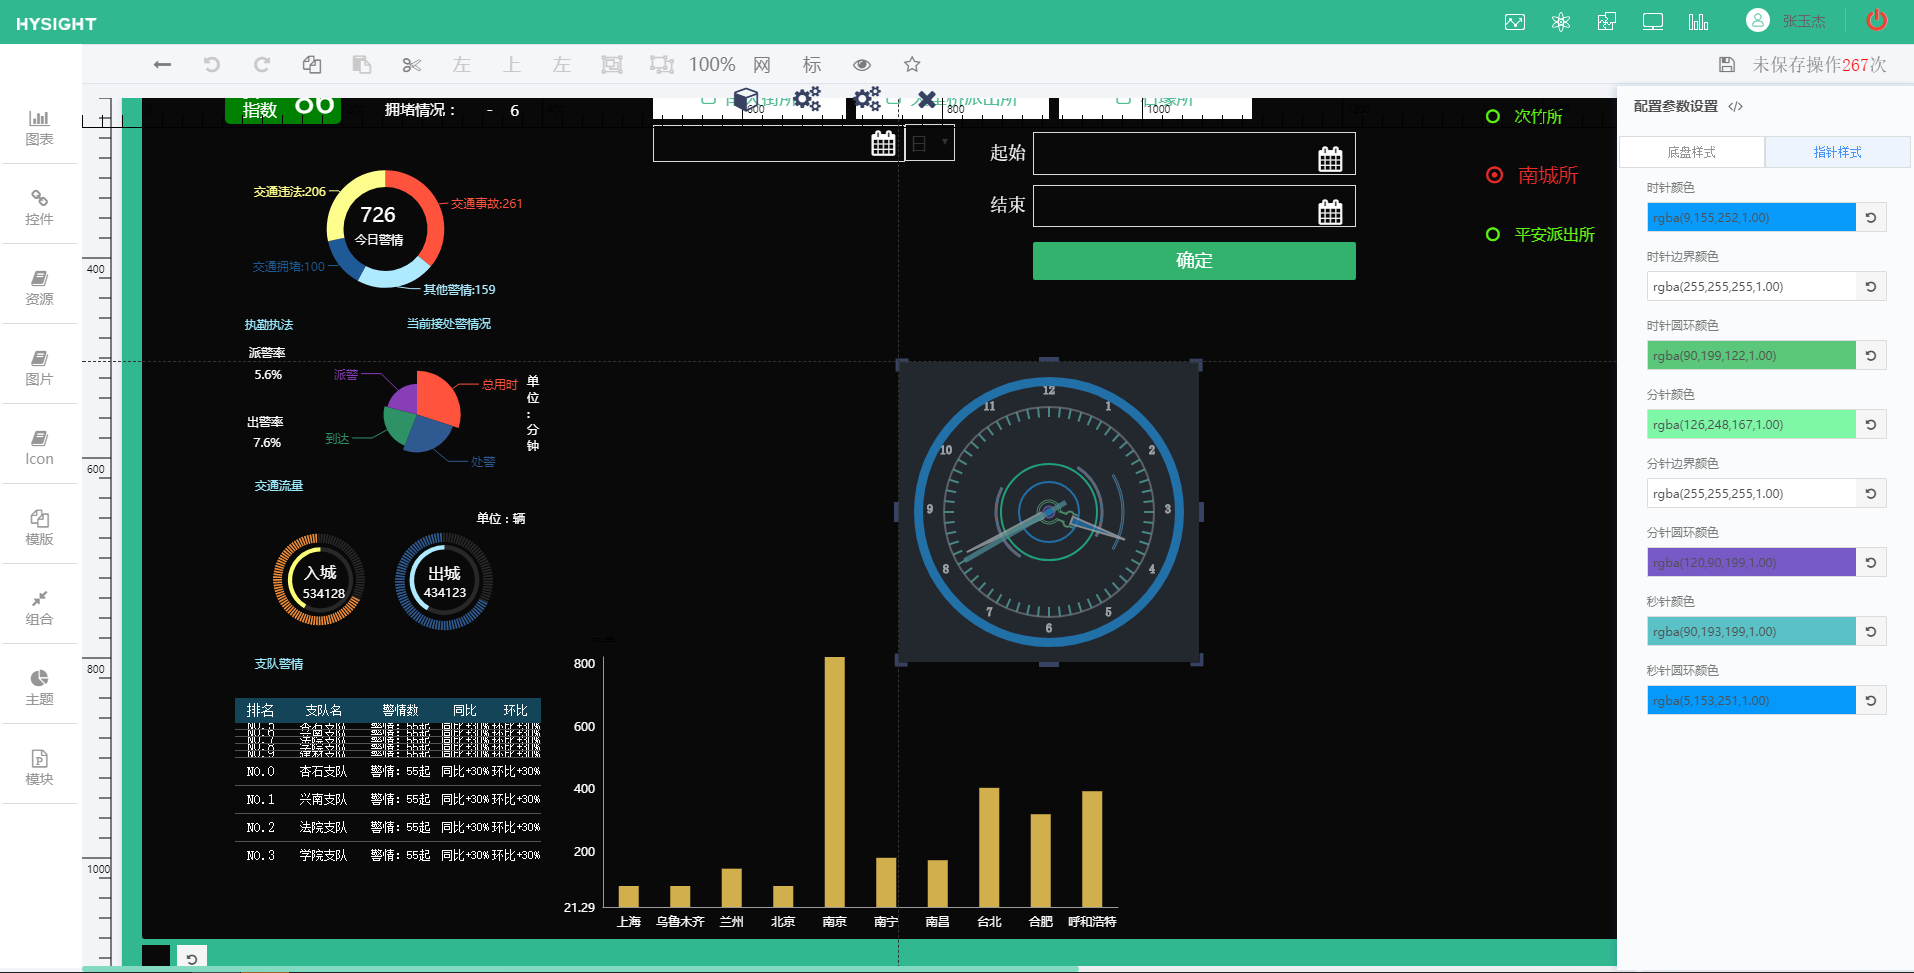 HYSIGHT
张玉杰
左 上 左 100% 网 标
未保存操作267次
图表
控件
资源
图片
Icon
模版
组合
主题
模块
400
600
800
1000
600
800
1000
指数 86
拥堵情况： - 6
日
起始
结束
确定
次竹所
南城所
平安派出所
交通违法:206
交通事故:261
726
今日警情
交通拥堵:100
其他警情:159
执勤执法
当前接处警情况
派警率
5.6%
出警率
7.6%
派警
总用时
到达
处警
单位：分钟
交通流量
单位：辆
入城
534128
出城
434123
支队警情
排名 支队名 警情数 同比 环比
NO.0 杏石支队 警情：55起 同比+30% 环比+30%
NO.1 兴南支队 警情：55起 同比+30% 环比+30%
NO.2 法院支队 警情：55起 同比+30% 环比+30%
NO.3 学院支队 警情：55起 同比+30% 环比+30%
12
1
2
3
4
5
6
7
8
9
10
11
800
600
400
200
21.29
上海 乌鲁木齐 兰州 北京 南京 南宁 南昌 台北 合肥 呼和浩特
配置参数设置 </>
底盘样式 指针样式
时针颜色
rgba(9,155,252,1.00)
时针边界颜色
rgba(255,255,255,1.00)
时针圆环颜色
rgba(90,199,122,1.00)
分针颜色
rgba(126,248,167,1.00)
分针边界颜色
rgba(255,255,255,1.00)
分针圆环颜色
rgba(120,90,199,1.00)
秒针颜色
rgba(90,193,199,1.00)
秒针圆环颜色
rgba(5,153,251,1.00)